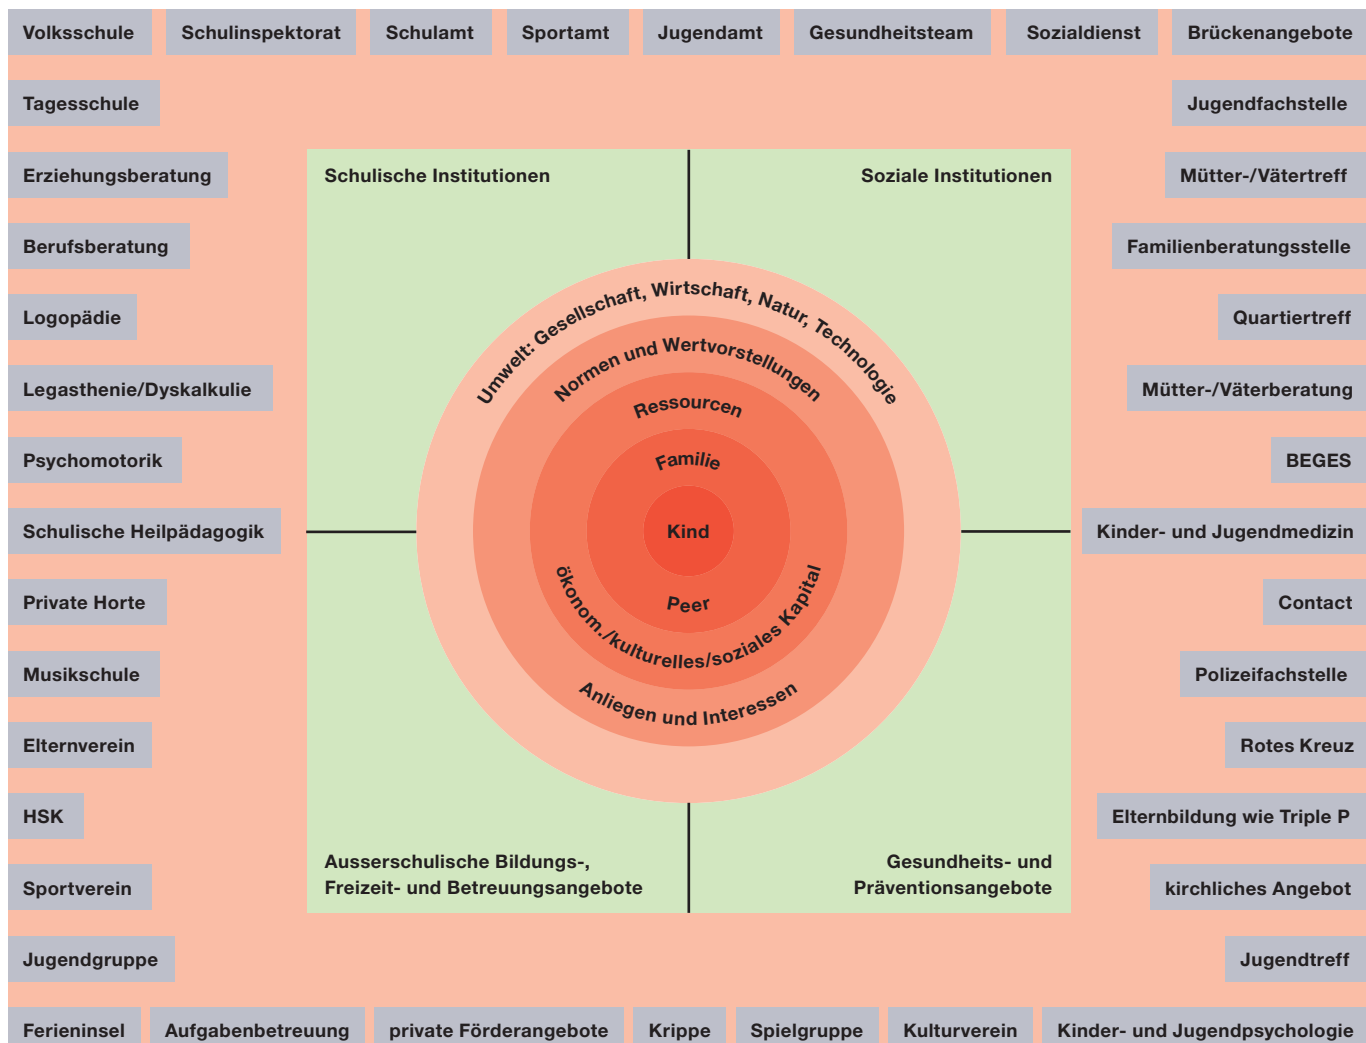 Volksschule
Schulinspektorat
Schulamt
Sportamt
Jugendamt
Gesundheitsteam
Sozialdienst
Brückenangebote
Tagesschule
Jugendfachstelle
Erziehungsberatung
Schulische Institutionen
Soziale Institutionen
Mütter-/Vätertreff
Berufsberatung
Familienberatungsstelle
Umwelt: Gesellschaft, Wirtschaft, Natur, Technologie
Logopädie
Quartiertreff
Normen und Wertvorstellungen
Legasthenie/Dyskalkulie
Mütter-/Väterberatung
Ressourcen
Psychomotorik
Familie
BEGES
Schulische Heilpädagogik
Kind
Kinder- und Jugendmedizin
Private Horte
Peer
Contact
ökonom./kulturelles/soziales Kapital
Musikschule
Polizeifachstelle
Anliegen und Interessen
Elternverein
Rotes Kreuz
HSK
Elternbildung wie Triple P
Ausserschulische Bildungs-,
Freizeit- und Betreuungsangebote
Gesundheits- und
Präventionsangebote
Sportverein
kirchliches Angebot
Jugendgruppe
Jugendtreff
Ferieninsel
Aufgabenbetreuung
private Förderangebote
Krippe
Spielgruppe
Kulturverein
Kinder- und Jugendpsychologie